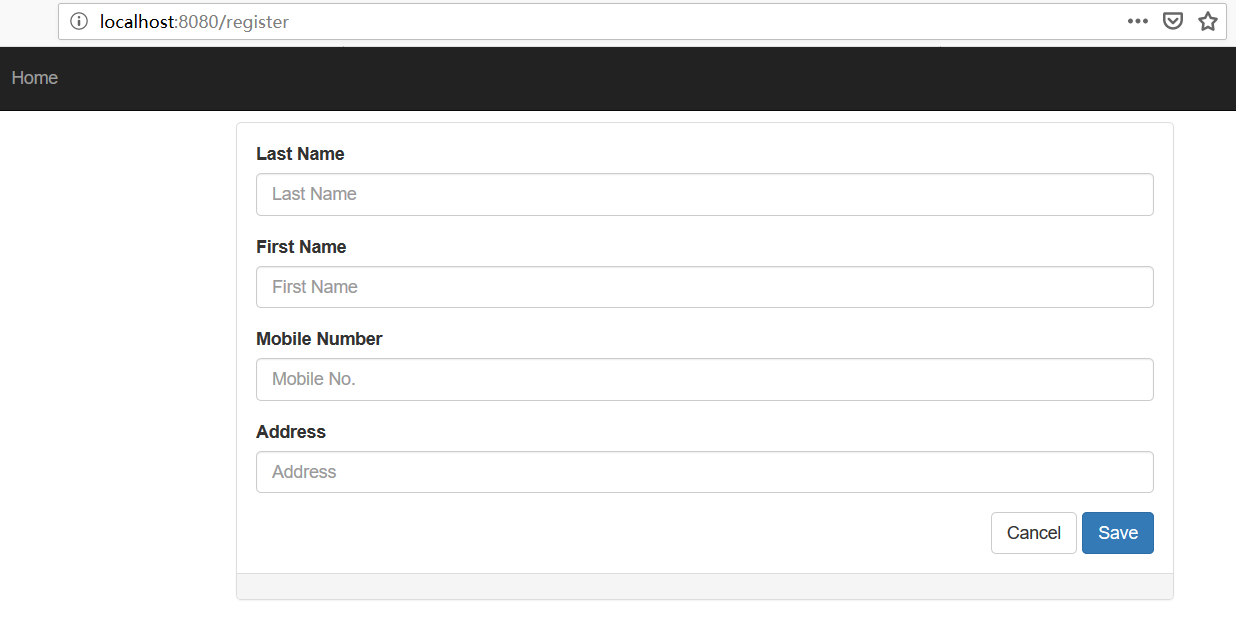 localhost:8080/register
Home
Last Name
Last Name
First Name
First Name
Mobile Number
Mobile No.
Address
Address
Cancel Save